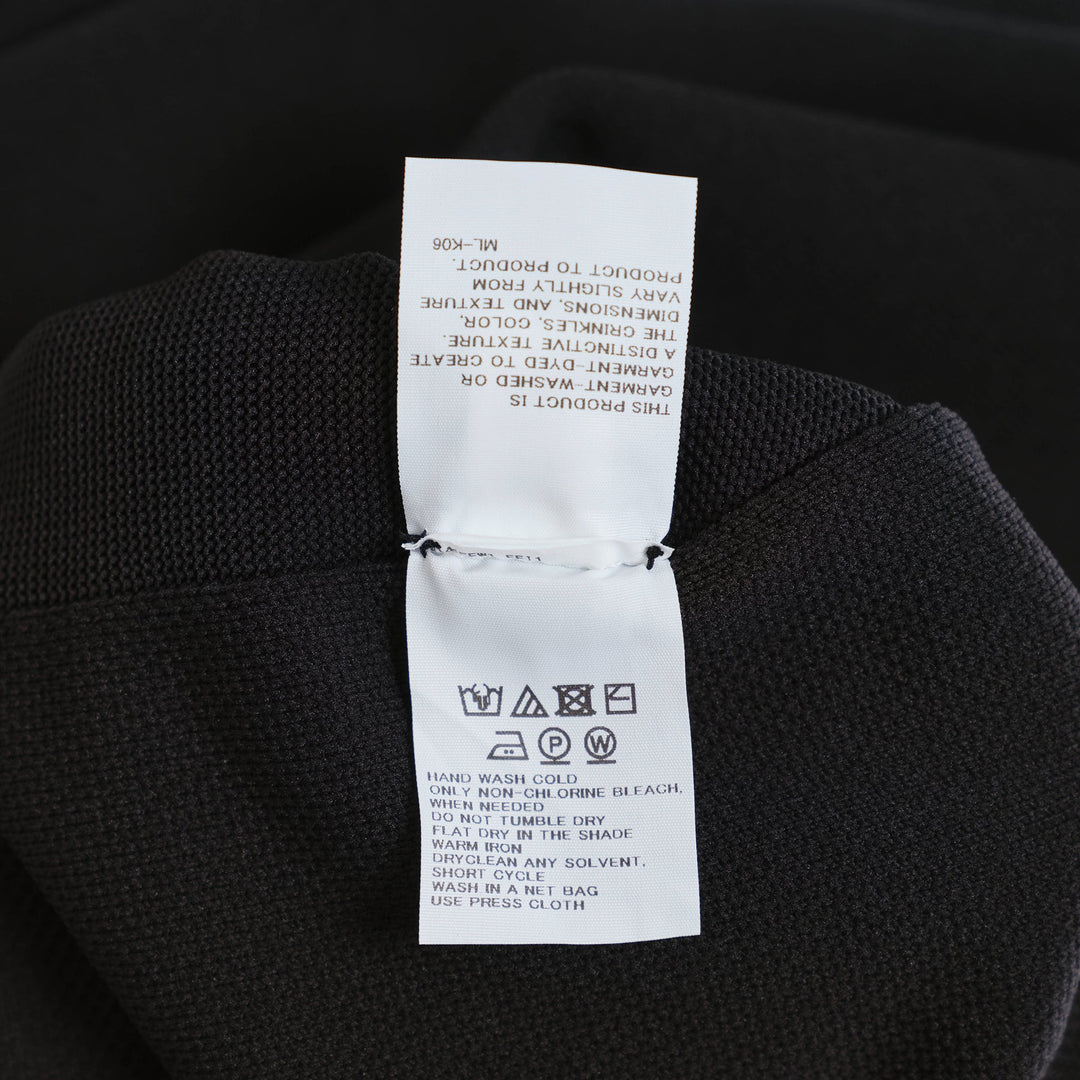 THIS PRODUCT IS
GARMENT-WASHED OR
GARMENT-DYED TO CREATE
A DISTINCTIVE TEXTURE.
THE CRINKLES, COLOR,
DIMENSIONS, AND TEXTURE
VARY SLIGHTLY FROM
PRODUCT TO PRODUCT.
ML-K06
P W
HAND WASH COLD
ONLY NON-CHLORINE BLEACH,
WHEN NEEDED
DO NOT TUMBLE DRY
FLAT DRY IN THE SHADE
WARM IRON
DRYCLEAN ANY SOLVENT,
SHORT CYCLE
WASH IN A NET BAG
USE PRESS CLOTH